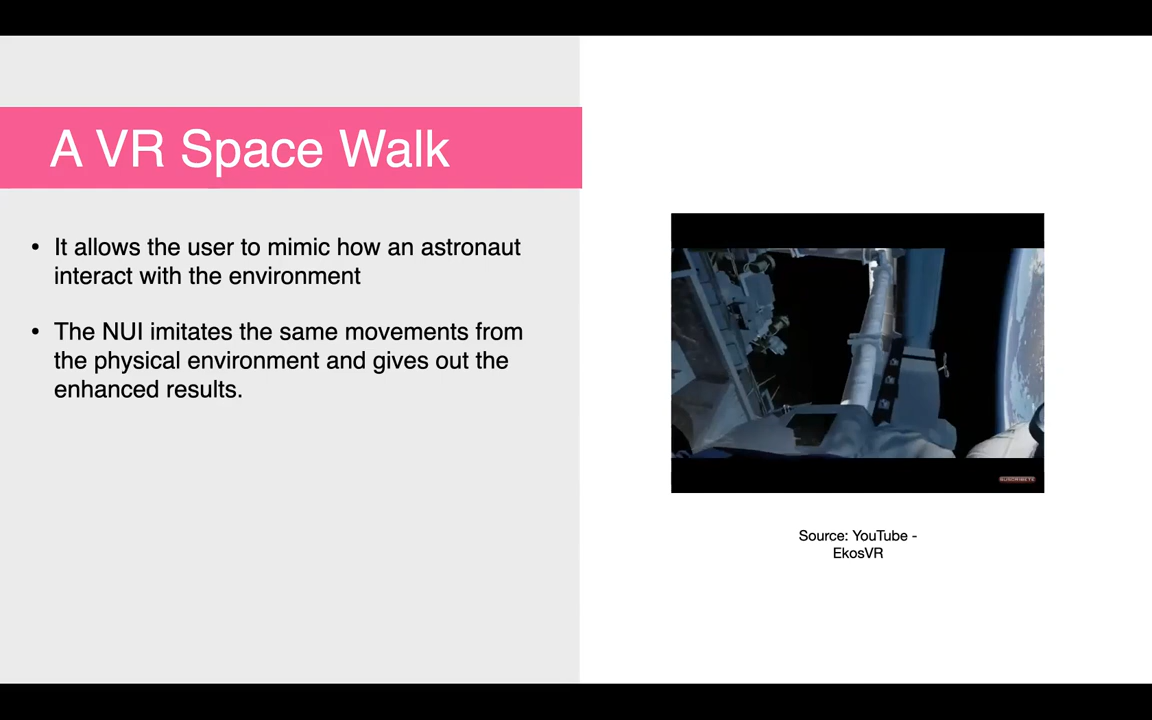 A VR Space Walk
• It allows the user to mimic how an astronaut
interact with the environment
• The NUI imitates the same movements from
the physical environment and gives out the
enhanced results.
SUSCRIBETE
Source: YouTube -
EkosVR